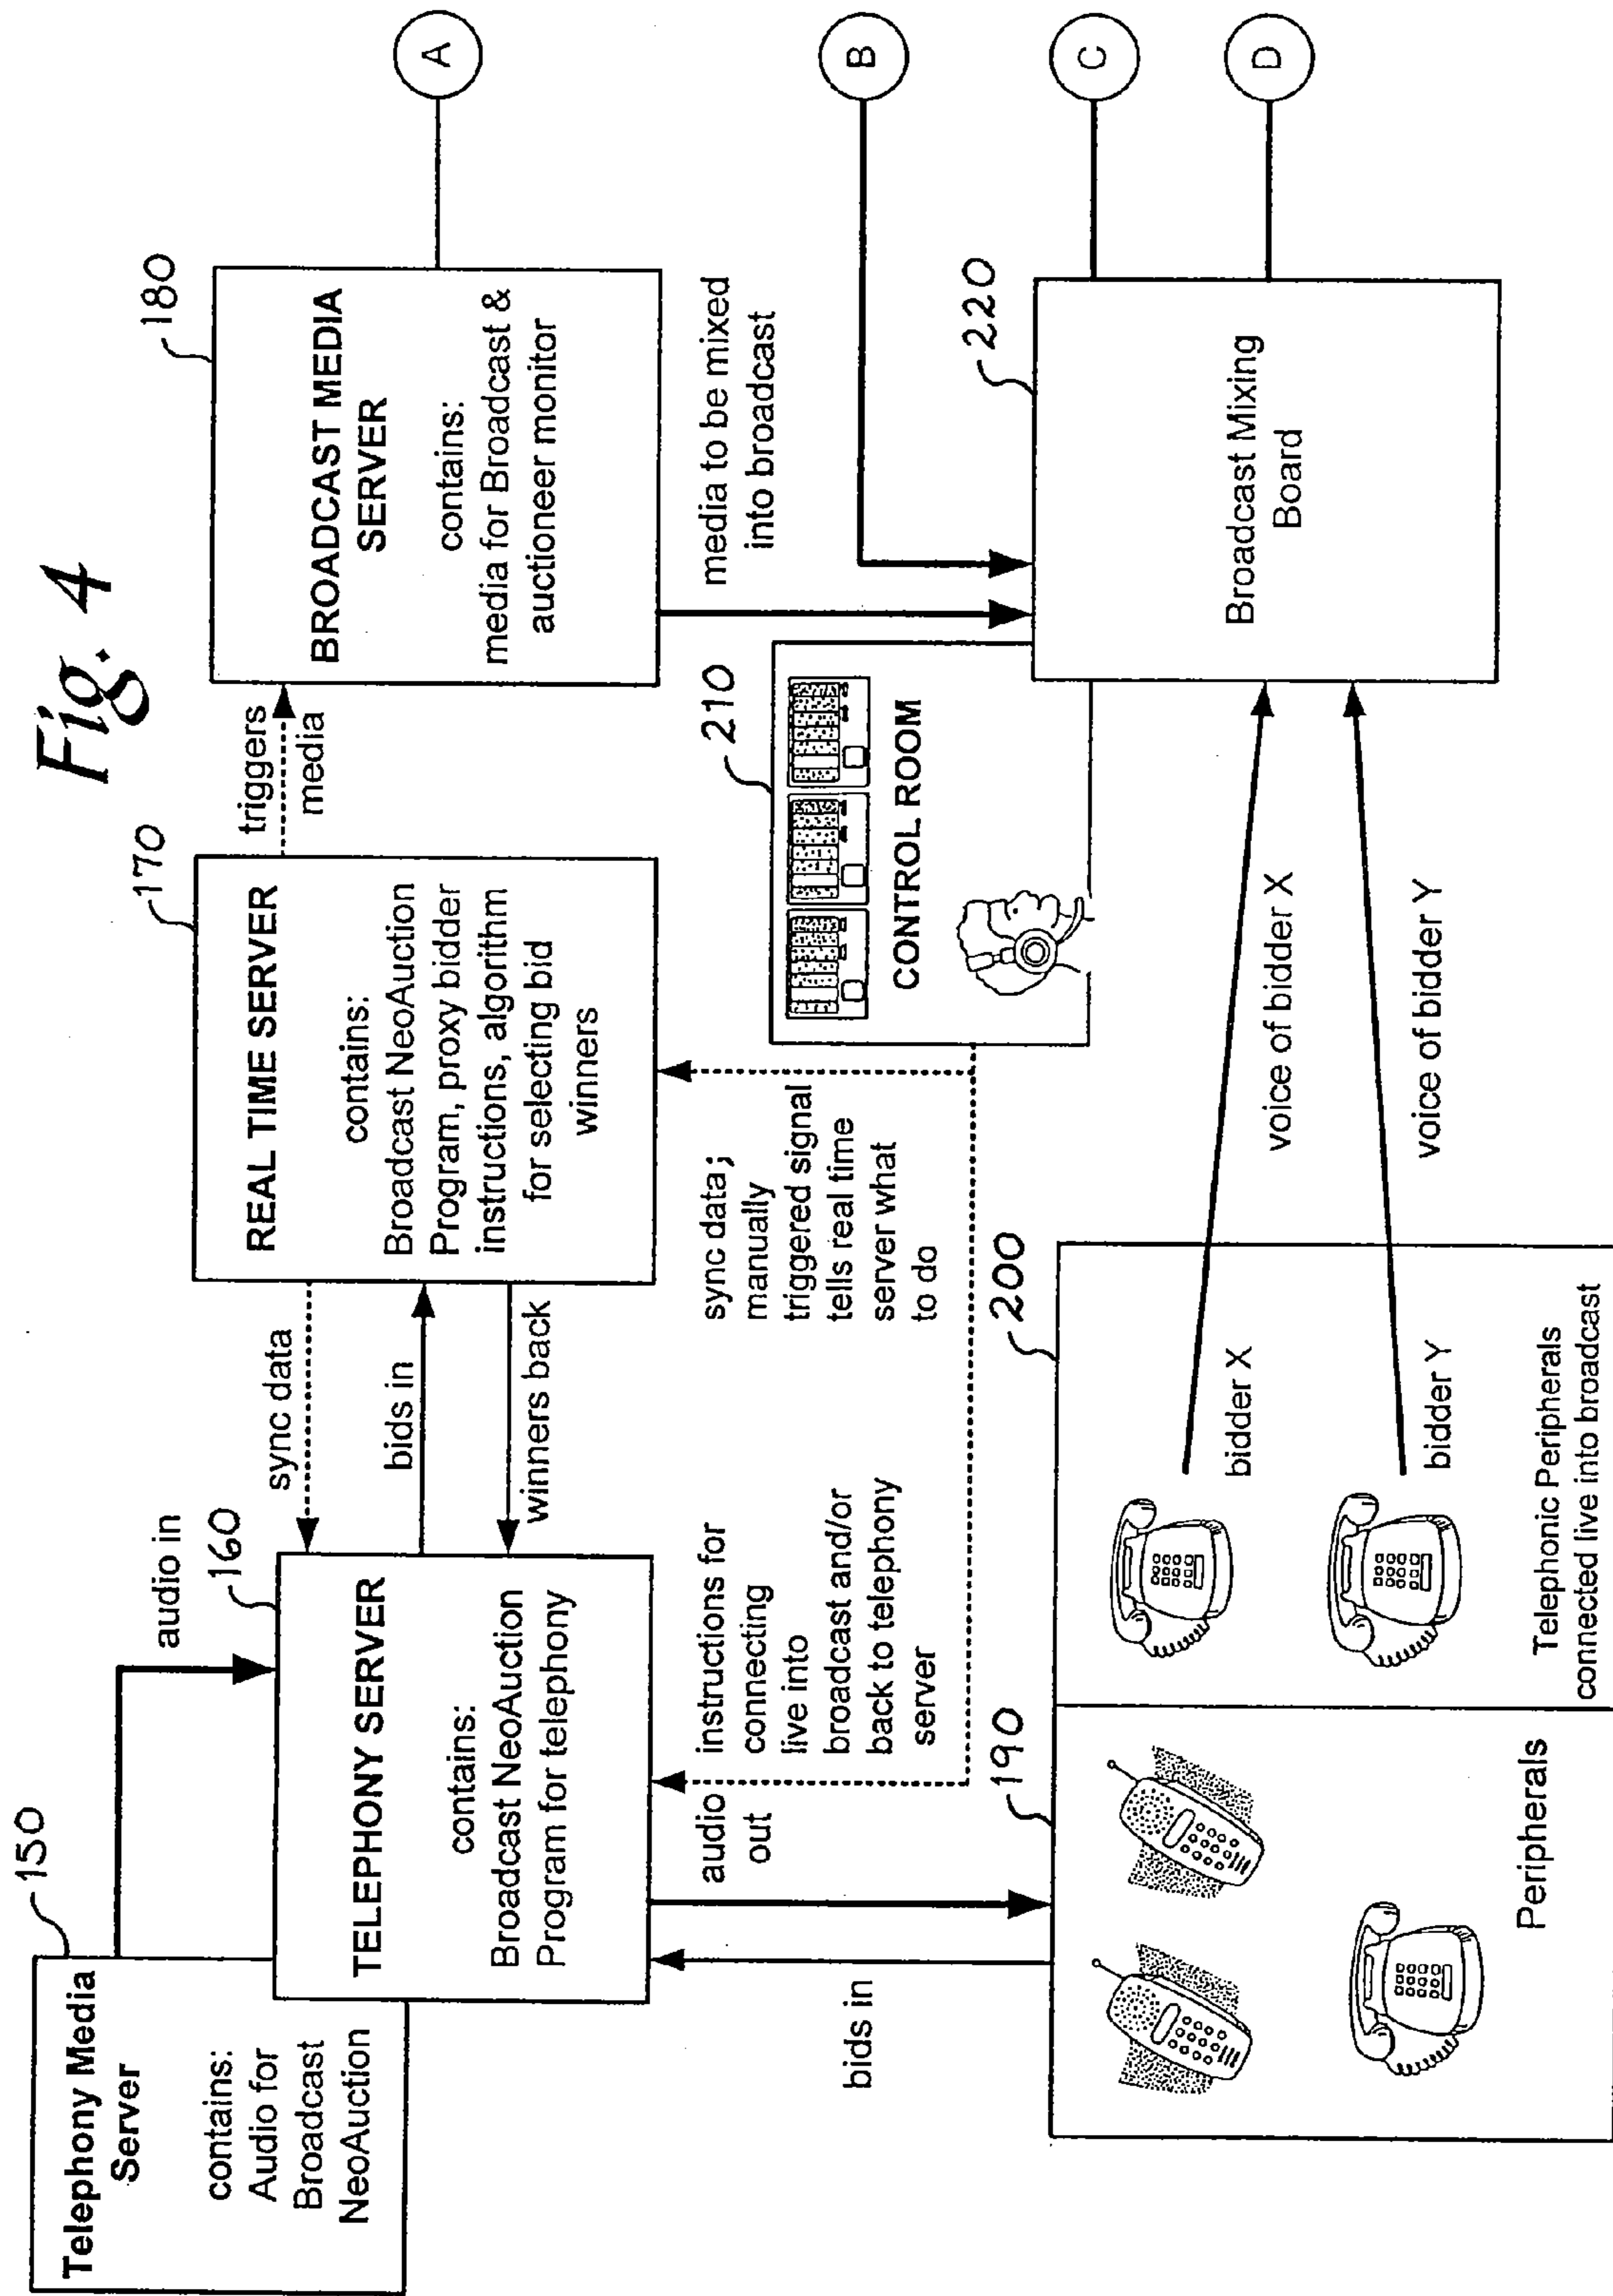 Fig. 4
150
Telephony Media
Server
contains:
Audio for
Broadcast
NeoAuction
audio in
160
TELEPHONY SERVER
contains:
Broadcast NeoAuction
Program for telephony
sync data
bids in
winners back
170
REAL TIME SERVER
contains:
Broadcast NeoAuction
Program, proxy bidder
instructions, algorithm
for selecting bid
winners
triggers
media
180
BROADCAST MEDIA
SERVER
contains:
media for Broadcast &
auctioneer monitor
A
bids in
audio
out
instructions for
connecting
live into
broadcast and/or
back to telephony
server
sync data;
manually
triggered signal
tells real time
server what
to do
210
CONTROL ROOM
media to be mixed
into broadcast
B
190
Peripherals
200
bidder X
bidder Y
Telephonic Peripherals
connected live into broadcast
voice of bidder X
voice of bidder Y
220
Broadcast Mixing
Board
C
D